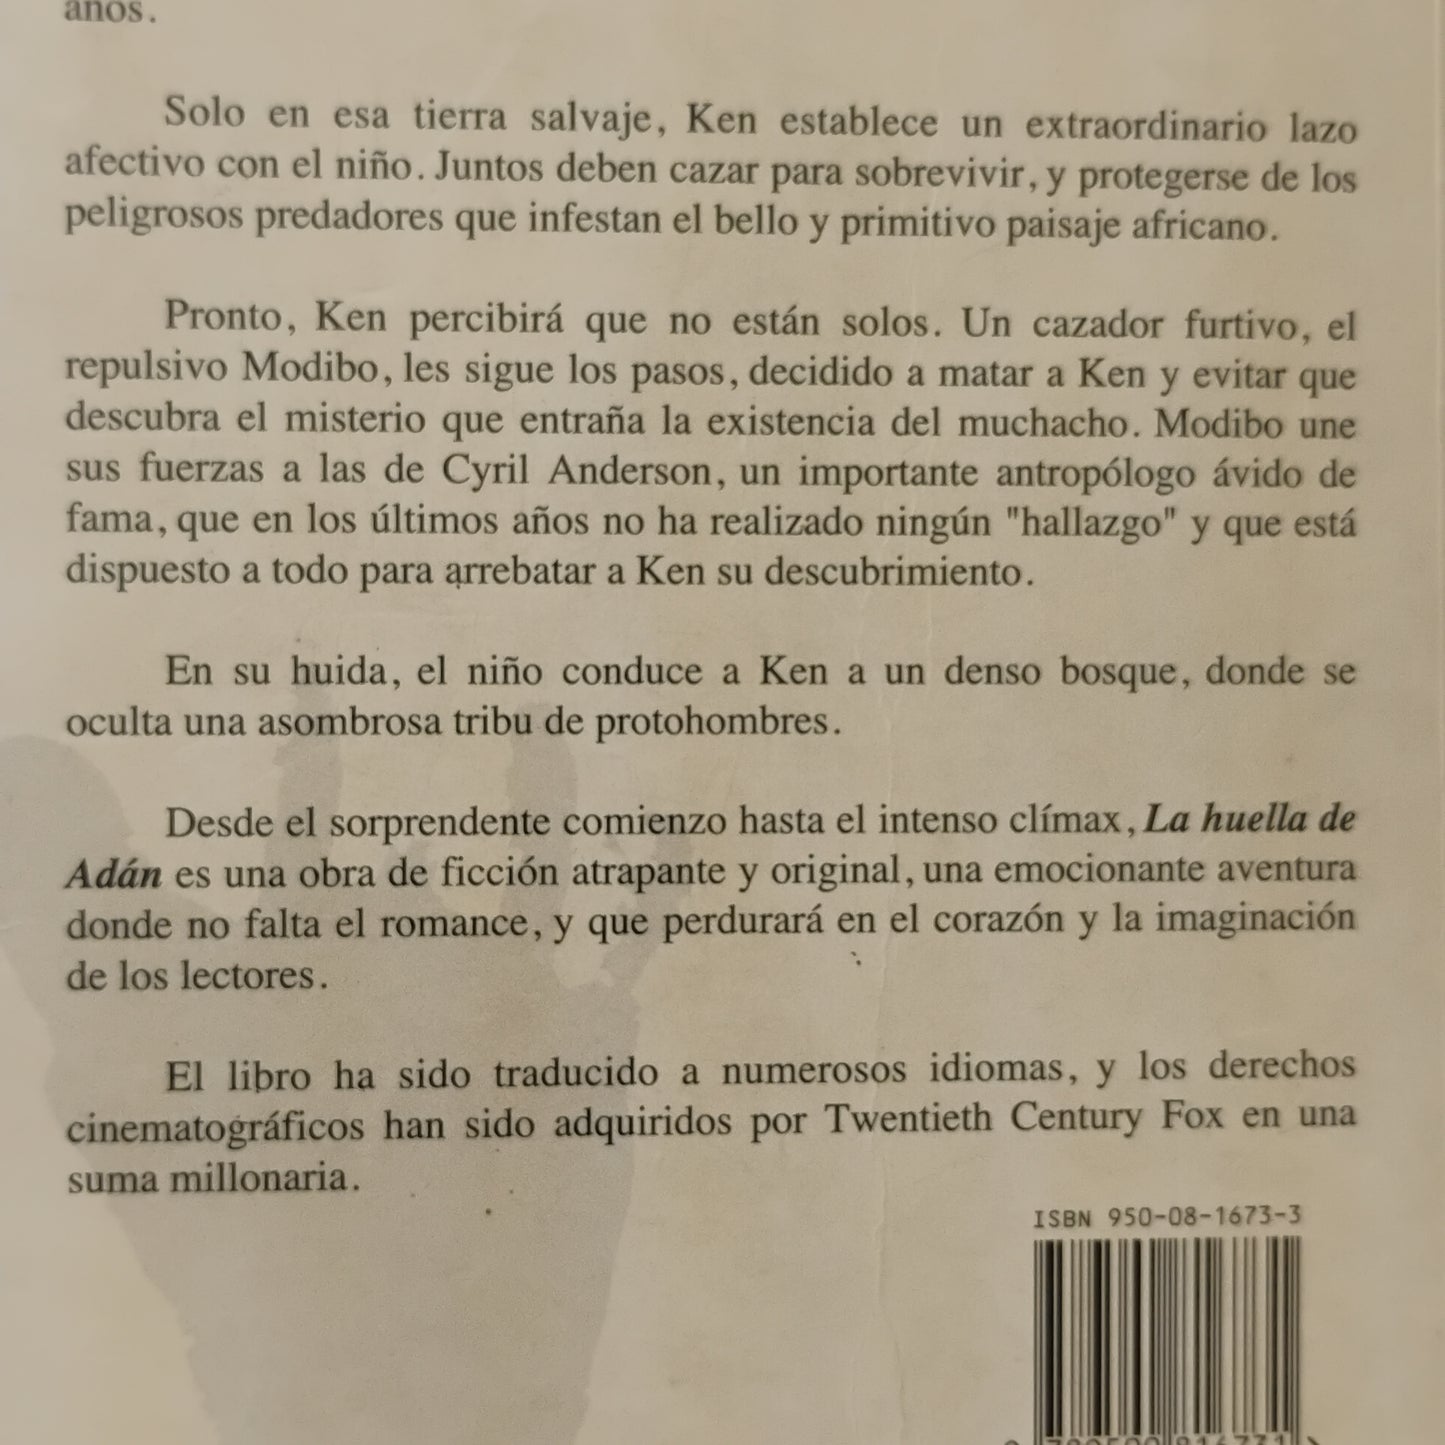 años.
Solo en esa tierra salvaje, Ken establece un extraordinario lazo
afectivo con el niño. Juntos deben cazar para sobrevivir, y protegerse de los
peligrosos predadores que infestan el bello y primitivo paisaje africano.
Pronto, Ken percibirá que no están solos. Un cazador furtivo, el
repulsivo Modibo, les sigue los pasos, decidido a matar a Ken y evitar que
descubra el misterio que entraña la existencia del muchacho. Modibo une
sus fuerzas a las de Cyril Anderson, un importante antropólogo ávido de
fama, que en los últimos años no ha realizado ningún "hallazgo" y que está
dispuesto a todo para arrebatar a Ken su descubrimiento.
En su huida, el niño conduce a Ken a un denso bosque, donde se
oculta una asombrosa tribu de protohombres.
Desde el sorprendente comienzo hasta el intenso clímax, La huella de
Adán es una obra de ficción atrapante y original, una emocionante aventura
donde no falta el romance, y que perdurará en el corazón y la imaginación
de los lectores.
El libro ha sido traducido a numerosos idiomas, y los derechos
cinematográficos han sido adquiridos por Twentieth Century Fox en una
suma millonaria.
ISBN 950-08-1673-3